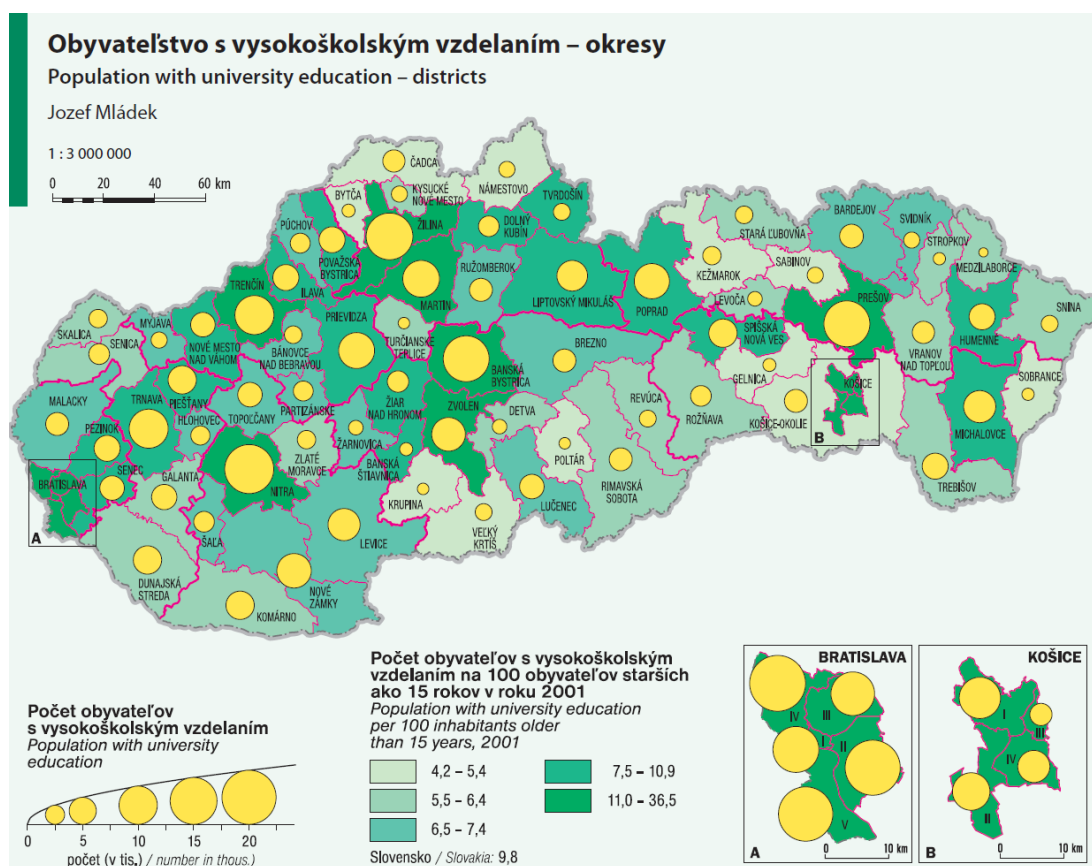 Obyvateľstvo s vysokoškolským vzdelaním – okresy
Population with university education – districts
Jozef Mládek
1 : 3 000 000
0 20 40 60 km
ČADCA
NÁMESTOVO
BYTČA
KYSUCKÉ
NOVÉ MESTO
TVRDOŠÍN
PÚCHOV
ŽILINA
DOLNÝ
KUBÍN
STARÁ ĽUBOVŇA
BARDEJOV
SVIDNÍK
STROPKOV
POVAŽSKÁ
BYSTRICA
MEDZILABORCE
KEŽMAROK
SABINOV
RUŽOMBEROK
ILAVA
MARTIN
LIPTOVSKÝ MIKULÁŠ
POPRAD
LEVOČA
PREŠOV
TRENČÍN
SNINA
SKALICA
SENICA
MYJAVA
NOVÉ MESTO
NAD VÁHOM
PRIEVIDZA
TURČIANSKE
TEPLICE
SPIŠSKÁ
NOVÁ VES
HUMENNÉ
BÁNOVCE
NAD BEBRAVOU
BREZNO
VRANOV
NAD TOPĽOU
BANSKÁ
BYSTRICA
GELNICA
SOBRANCE
MALACKY
TRNAVA
PIEŠŤANY
TOPOĽČANY
PARTIZÁNSKE
ŽIAR
NAD HRONOM
KOŠICE
HLOHOVEC
ZVOLEN
DETVA
REVÚCA
ROŽŇAVA
KOŠICE-OKOLIE
B
MICHALOVCE
PEZINOK
ŽARNOVICA
ZLATÉ
MORAVCE
BANSKÁ
ŠTIAVNICA
POLTÁR
SENEC
GALANTA
NITRA
RIMAVSKÁ
SOBOTA
TREBIŠOV
BRATISLAVA
KRUPINA
LUČENEC
A
ŠAĽA
LEVICE
VEĽKÝ
KRTÍŠ
DUNAJSKÁ
STREDA
NOVÉ
ZÁMKY
KOMÁRNO
Počet obyvateľov
s vysokoškolským vzdelaním
Population with university
education
0 5 10 15 20
počet (v tis.) / number in thous.)
Počet obyvateľov s vysokoškolským
vzdelaním na 100 obyvateľov starších
ako 15 rokov v roku 2001
Population with university education
per 100 inhabitants older
than 15 years, 2001
4,2 – 5,4
5,5 – 6,4
6,5 – 7,4
7,5 – 10,9
11,0 – 36,5
Slovensko / Slovakia: 9,8
BRATISLAVA
IV
III
I
II
V
A
0 10 km
KOŠICE
I
III
IV
II
B
0 10 km